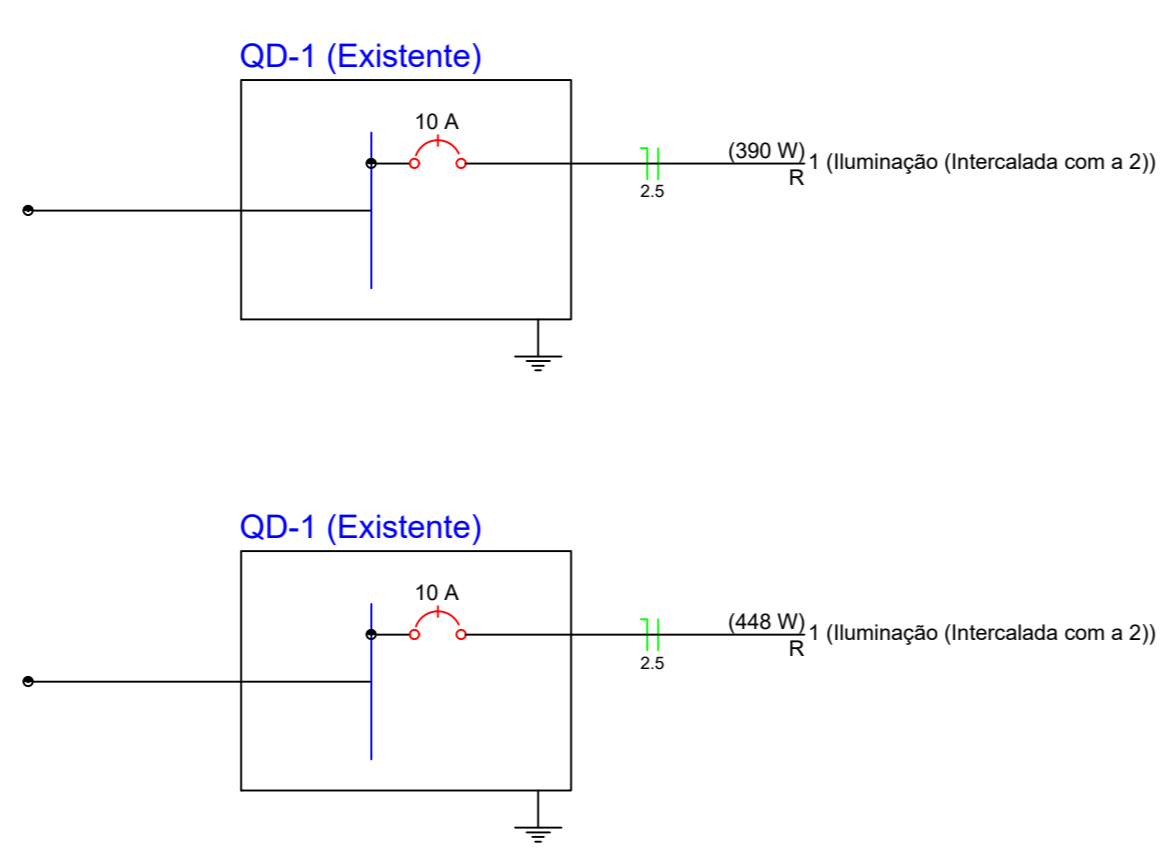 QD-1 (Existente)
10 A
(390 W)
R
1 (Iluminação (Intercalada com a 2))
2.5
QD-1 (Existente)
10 A
(448 W)
R
1 (Iluminação (Intercalada com a 2))
2.5